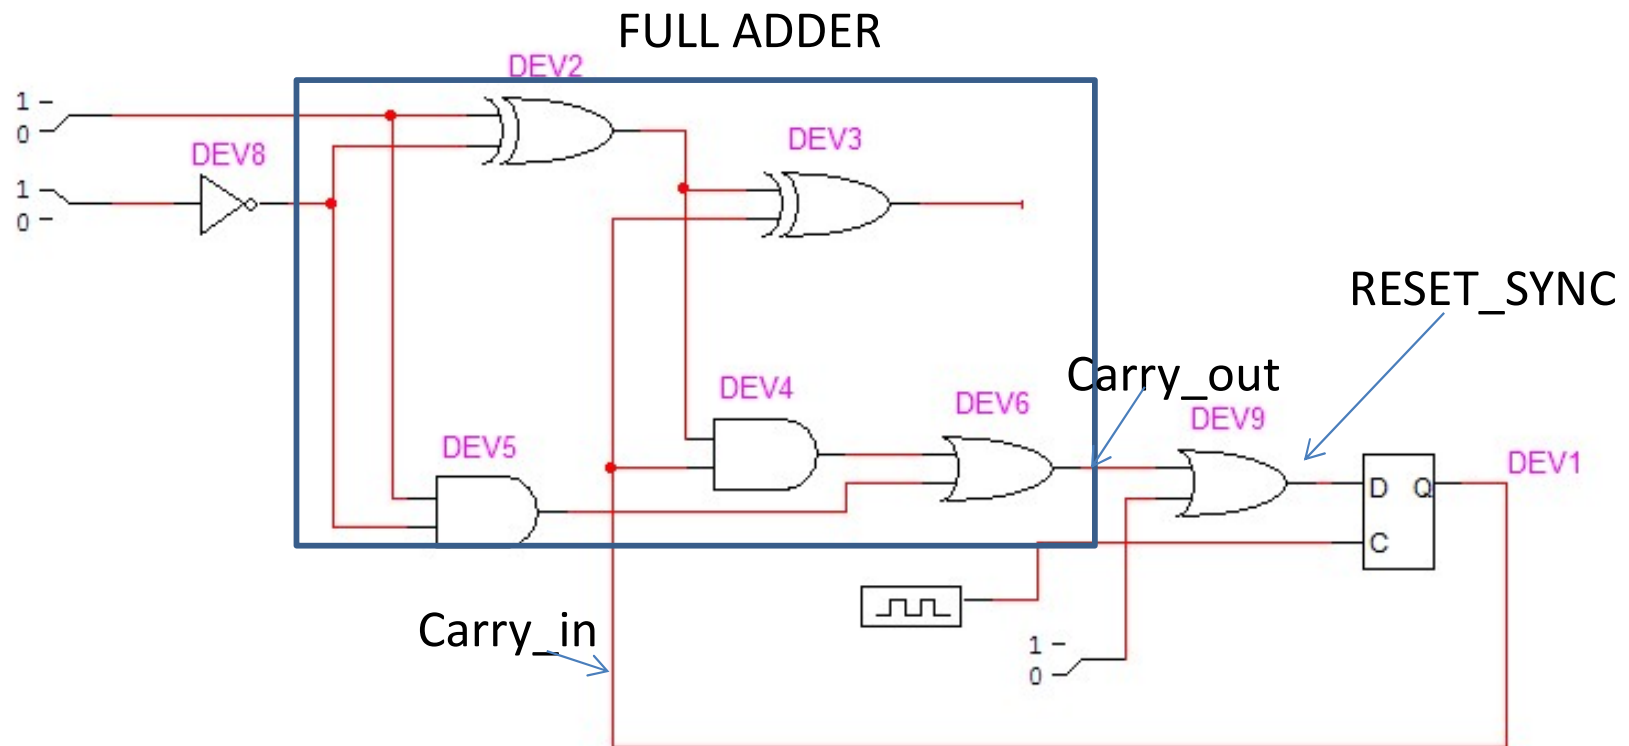 FULL ADDER
DEV2
1
0
DEV3
DEV8
1
0
RESET_SYNC
Carry_out
DEV4
DEV6
DEV9
DEV5
DEV1
D Q
C
Carry_in
1
0